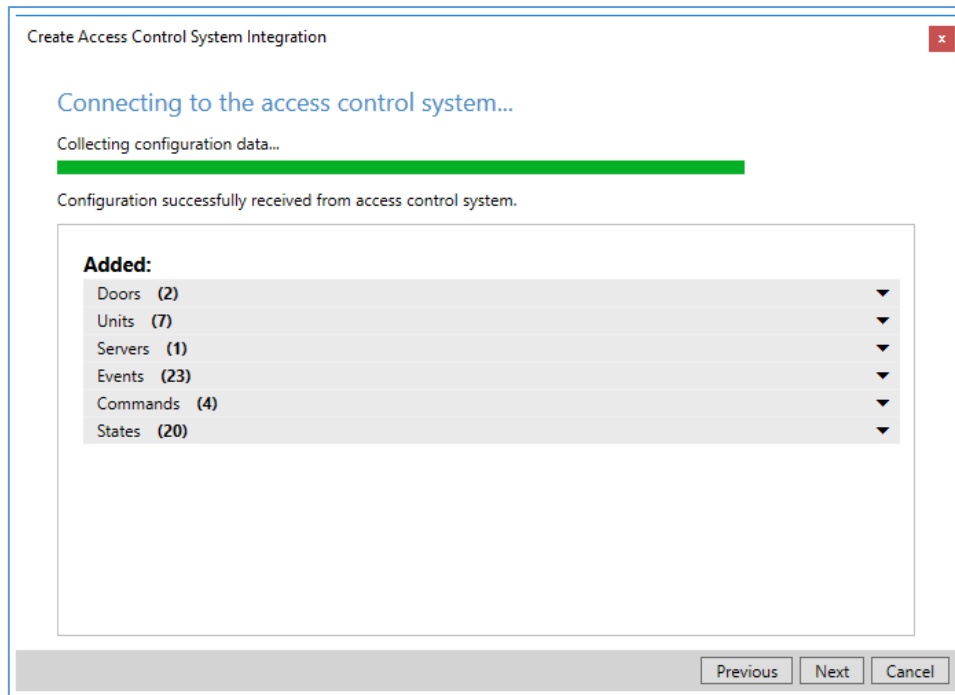 Create Access Control System Integration
x
Connecting to the access control system...
Collecting configuration data...
Configuration successfully received from access control system.
Added:
Doors (2)
Units (7)
Servers (1)
Events (23)
Commands (4)
States (20)
Previous Next Cancel